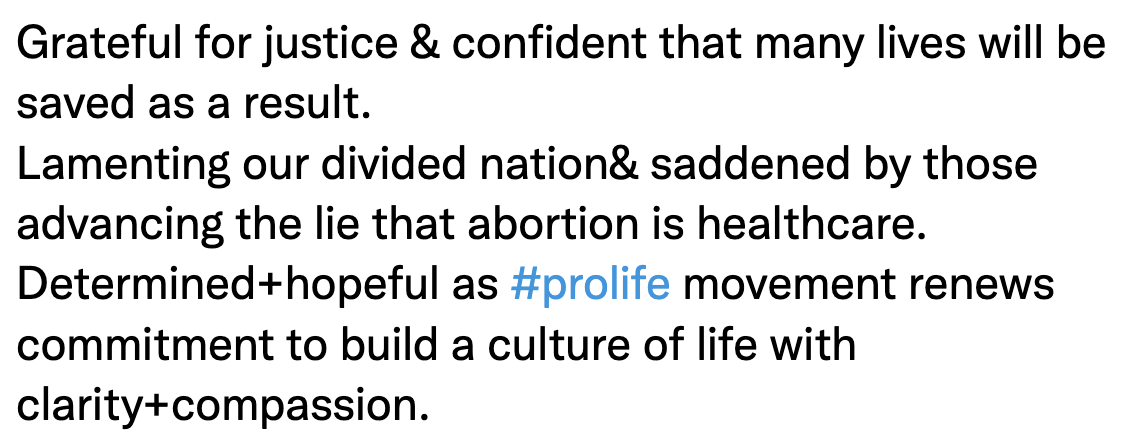 Grateful for justice & confident that many lives will be
saved as a result.
Lamenting our divided nation& saddened by those
advancing the lie that abortion is healthcare.
Determined+hopeful as #prolife movement renews
commitment to build a culture of life with
clarity+compassion.